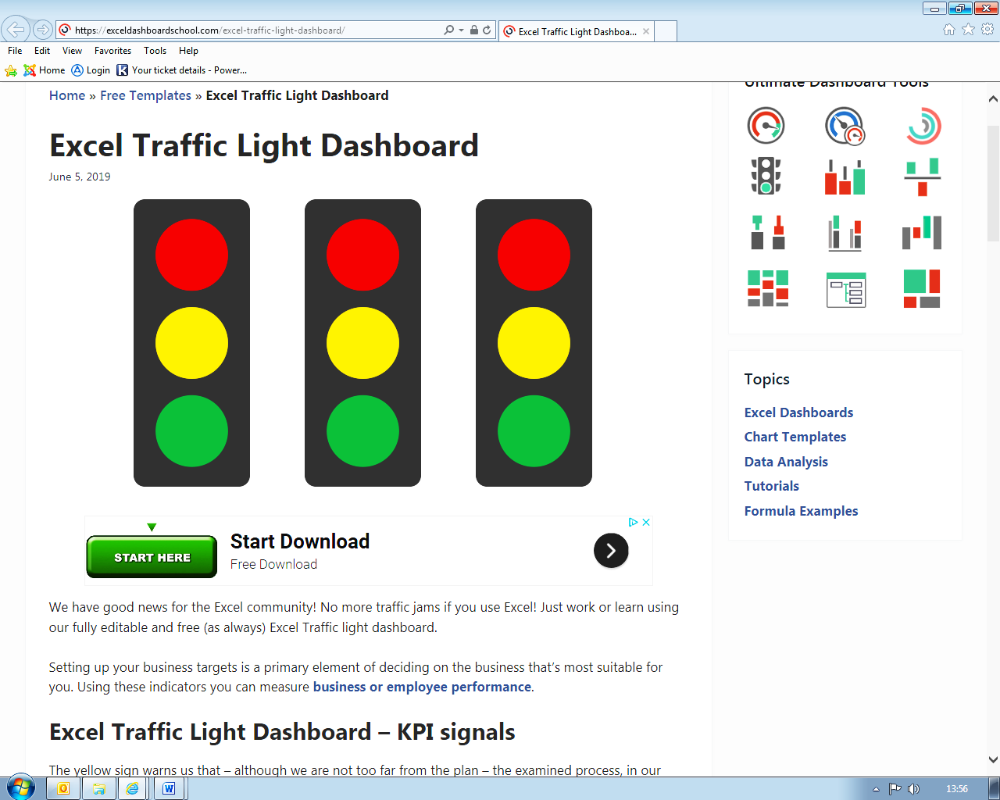 https://exceldashboardschool.com/excel-traffic-light-dashboard/
Excel Traffic Light Dashboa...
File Edit View Favorites Tools Help
Home Login Your ticket details - Power...
Home » Free Templates » Excel Traffic Light Dashboard
Excel Traffic Light Dashboard
June 5, 2019
START HERE
Start Download
Free Download
We have good news for the Excel community! No more traffic jams if you use Excel! Just work or learn using
our fully editable and free (as always) Excel Traffic light dashboard.
Setting up your business targets is a primary element of deciding on the business that's most suitable for
you. Using these indicators you can measure business or employee performance.
Excel Traffic Light Dashboard – KPI signals
The yellow sign warns us that – although we are not too far from the plan – the examined process, in our
Ultimate Dashboard Tools
Topics
Excel Dashboards
Chart Templates
Data Analysis
Tutorials
Formula Examples
13:56